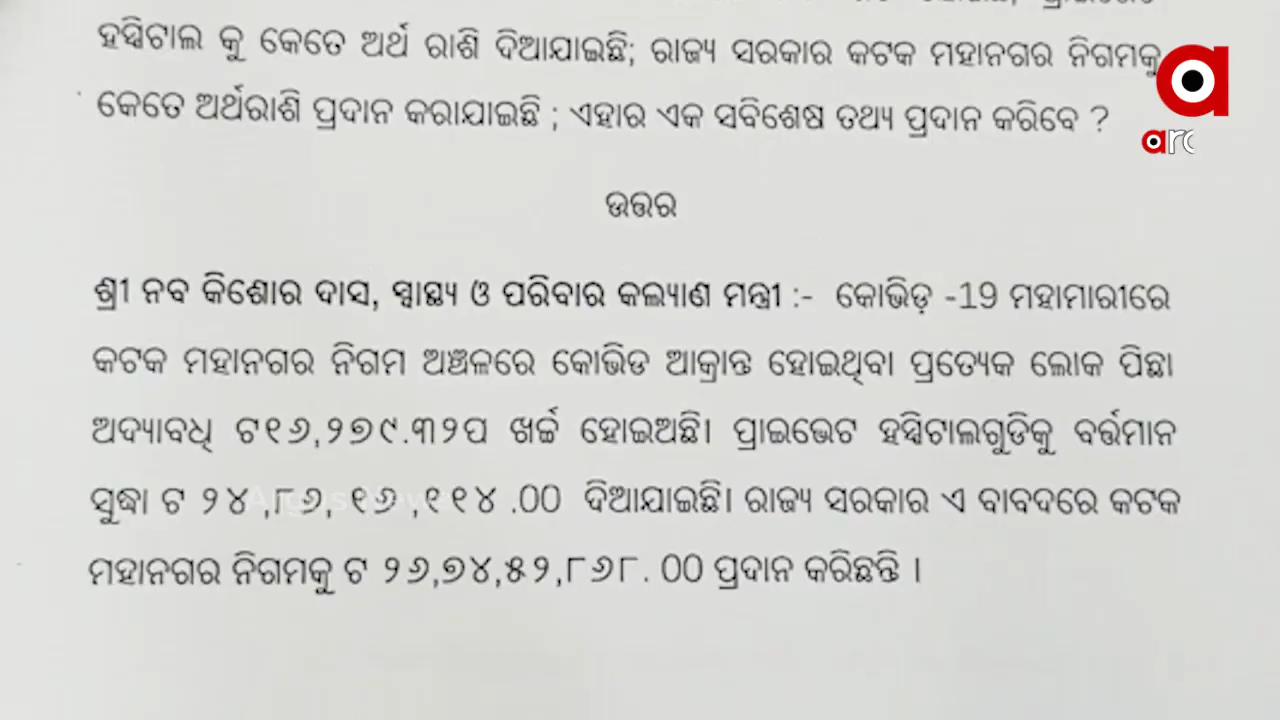 ହସ୍ପିଟାଲ କୁ କେତେ ଅର୍ଥ ରାଶି ଦିଆଯାଇଛି; ରାଜ୍ୟ ସରକାର କଟକ ମହାନଗର ନିଗମକୁ
କେତେ ଅର୍ଥରାଶି ପ୍ରଦାନ କରାଯାଇଛି ; ଏହାର ଏକ ସବିଶେଷ ତଥ୍ୟ ପ୍ରଦାନ କରିବେ ?
ଉତ୍ତର
ଶ୍ରୀ ନବ କିଶୋର ଦାସ, ସ୍ୱାସ୍ଥ୍ୟ ଓ ପରିବାର କଲ୍ୟାଣ ମନ୍ତ୍ରୀ :- କୋଭିଡ଼ -19 ମହାମାରୀରେ
କଟକ ମହାନଗର ନିଗମ ଅଞ୍ଚଳରେ କୋଭିଡ ଆକ୍ରାନ୍ତ ହୋଇଥିବା ପ୍ରତ୍ୟେକ ଲୋକ ପିଛା
ଅଦ୍ୟାବଧି ଟ୧୬,୨୭୯.୩୨ପ ଖର୍ଚ୍ଚ ହୋଇଅଛି। ପ୍ରାଇଭେଟ ହସ୍ପିଟାଲଗୁଡିକୁ ବର୍ତ୍ତମାନ
ସୁଦ୍ଧା ଟ ୨୪,୮୬, ୧୬,୧୧୪ .00 ଦିଆଯାଇଛି। ରାଜ୍ୟ ସରକାର ଏ ବାବଦରେ କଟକ
ମହାନଗର ନିଗମକୁ ଟ ୨୬,୭୪,୫୨,୮୬୮. 00 ପ୍ରଦାନ କରିଛନ୍ତି ।
Argus News